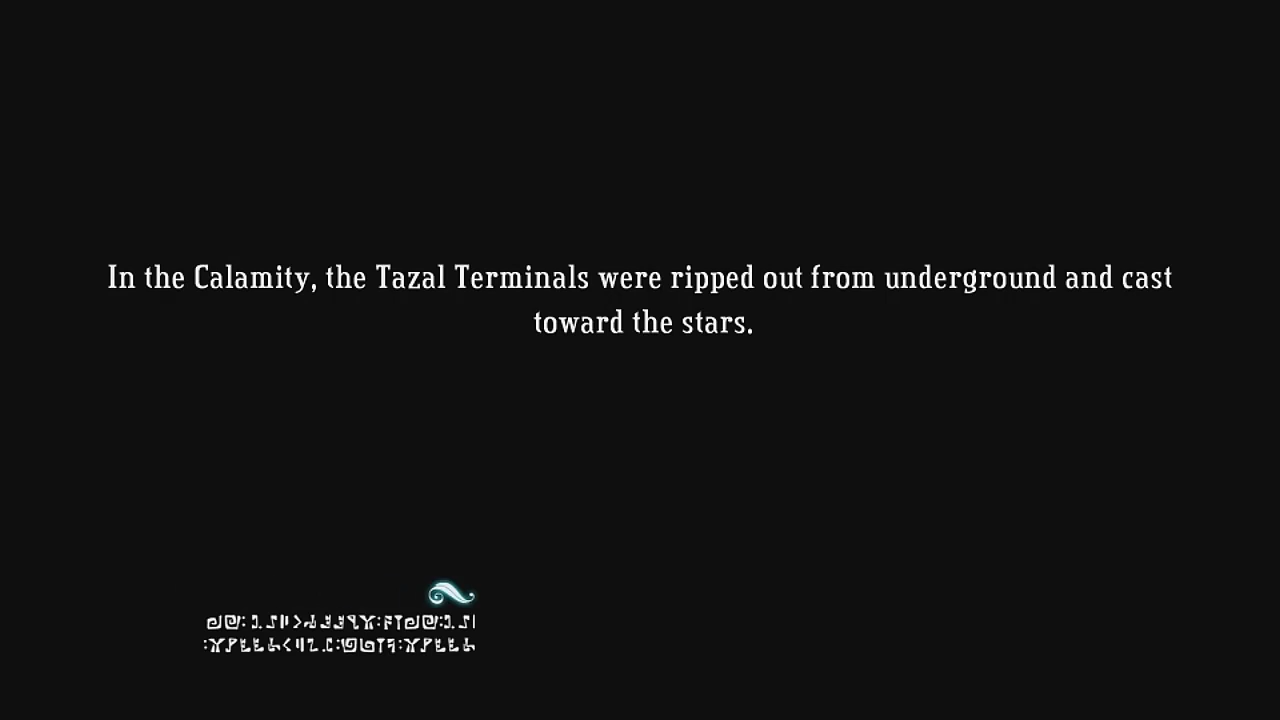 In the Calamity, the Tazal Terminals were ripped out from underground and cast
toward the stars.